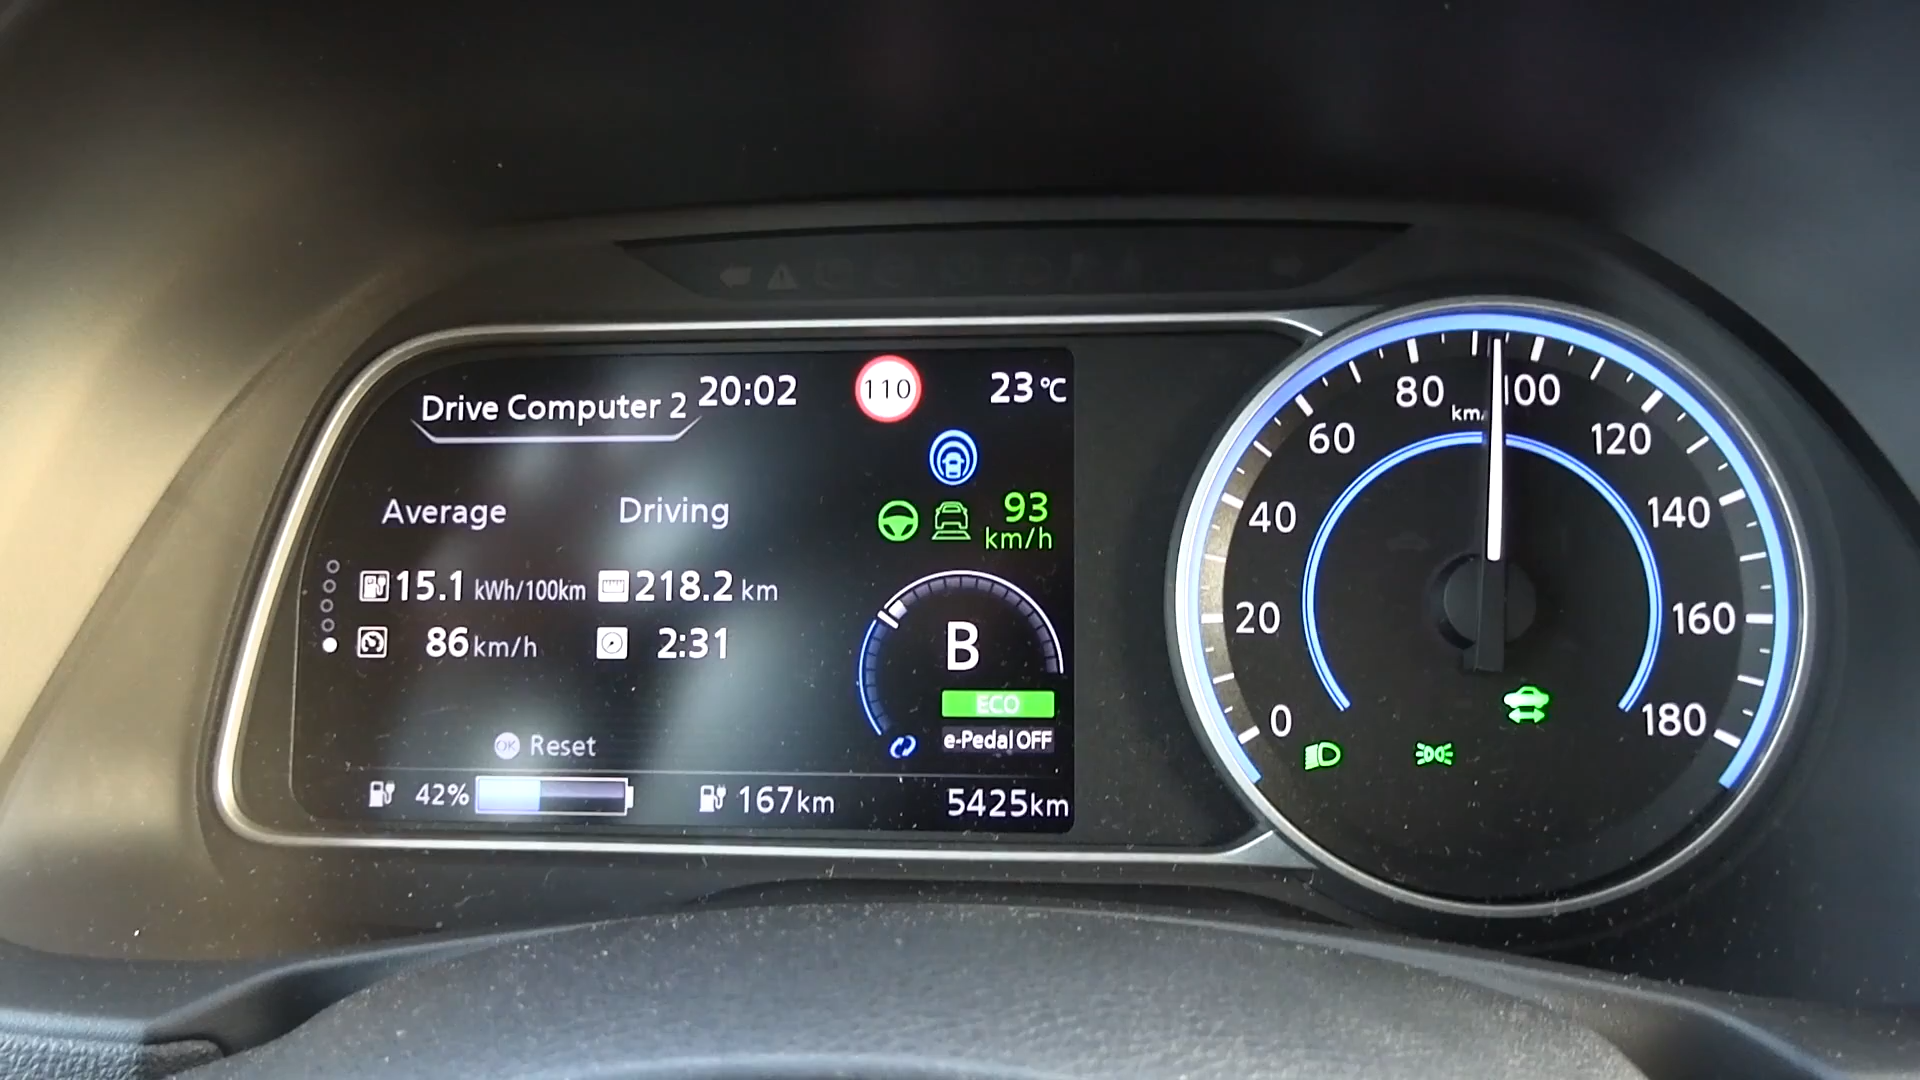 Drive Computer 2 20:02 110 23°C
Average Driving
93
km/h
15.1 kWh/100km 218.2 km
86 km/h 2:31
B
ECO
e-Pedal OFF
OK Reset
42% 167km 5425km
0
20
40
60
80
100
120
140
160
180